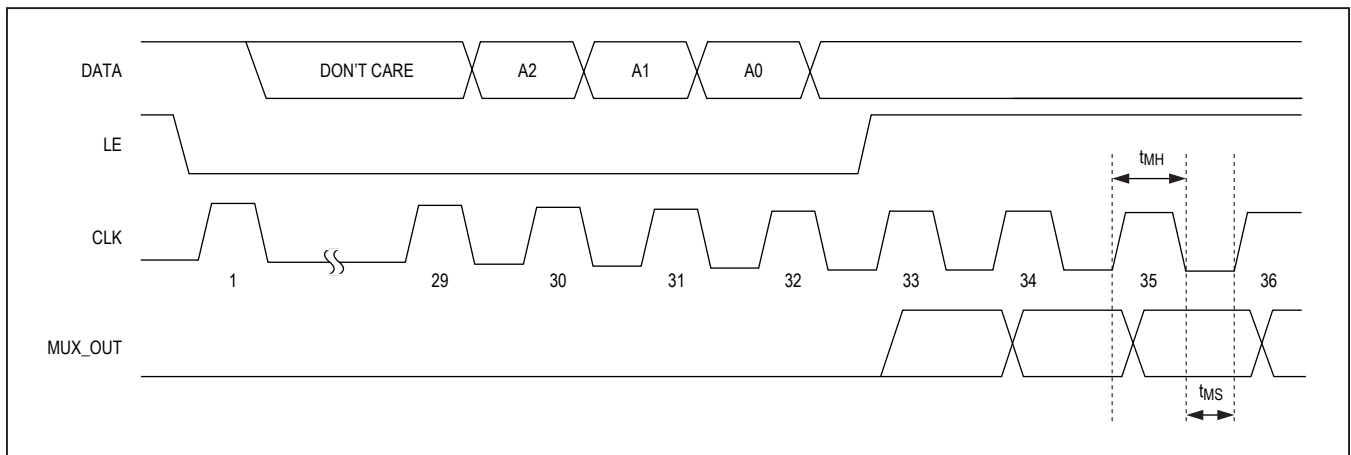 DATA
DON'T CARE
A2
A1
A0
LE
tMH
CLK
1
29
30
31
32
33
34
35
36
MUX_OUT
tMS